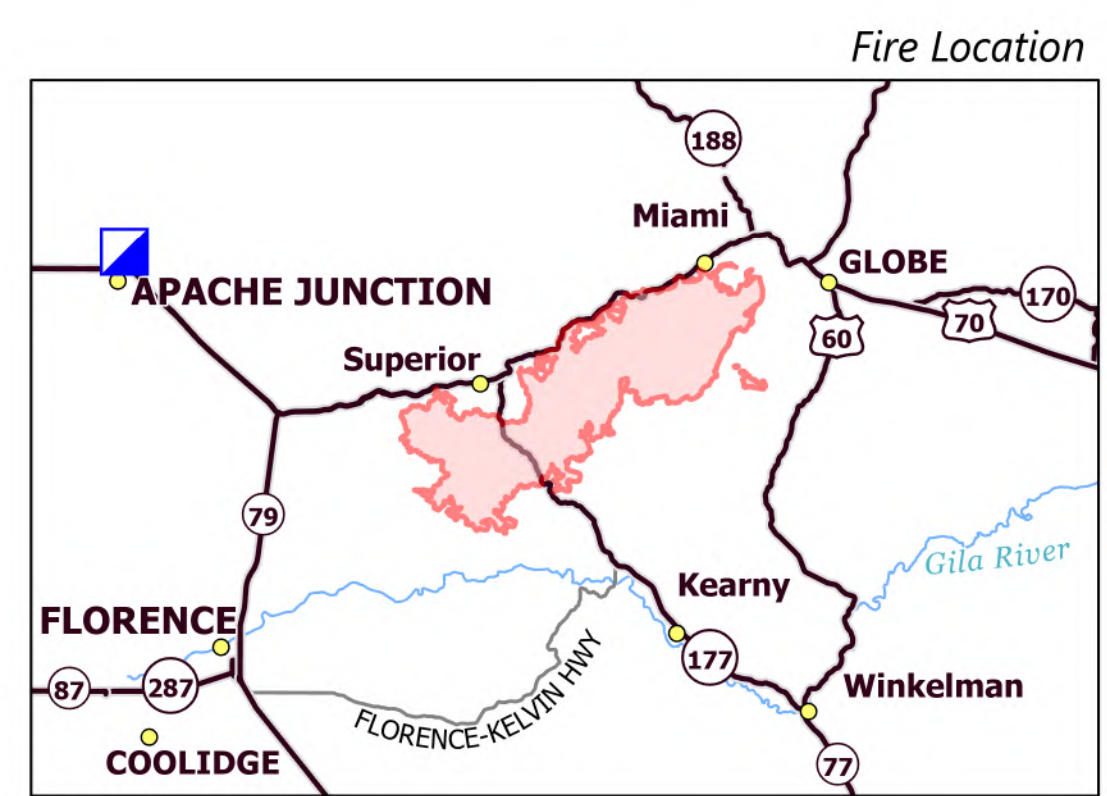 Fire Location
188
Miami
GLOBE
APACHE JUNCTION
170
70
60
Superior
79
Gila River
Kearny
FLORENCE
177
87
287
Winkelman
FLORENCE-KELVIN HWY
COOLIDGE
77